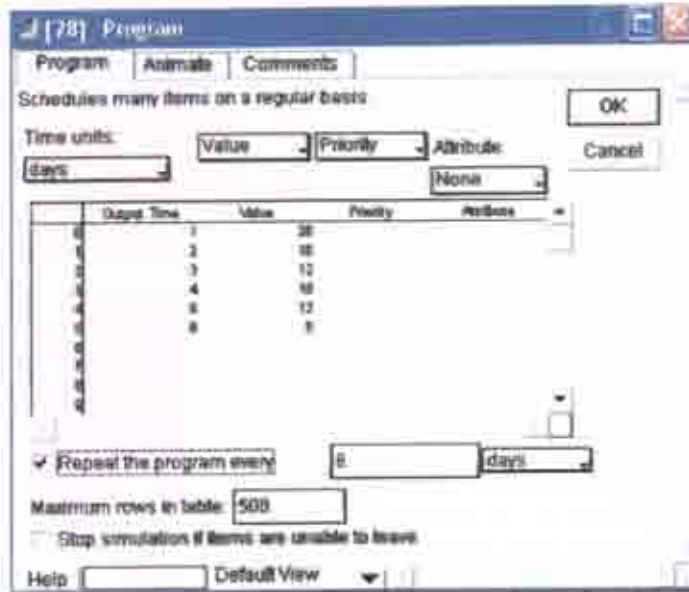 [78] Program
Program Animate Comments
Schedules many items on a regular basis
OK
Time units:
Value Priority Attribute
Cancel
days
None
Output Time Value Priority Attribute
1
2
3 12
4
12
Repeat the program every 6 days
Maximum rows in table: 500
Stop simulation if items are unable to leave
Help Default View